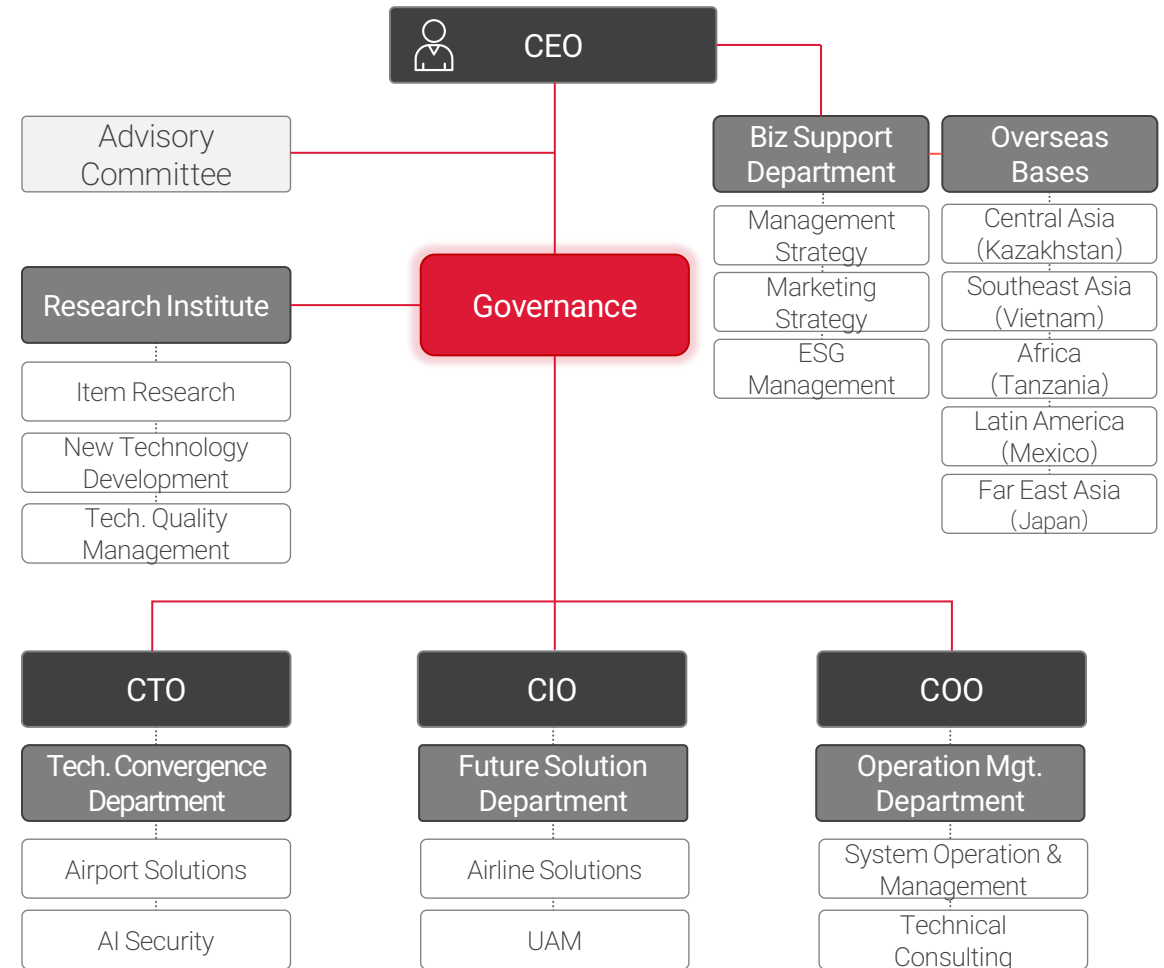 CEO
Advisory
Committee
Biz Support
Department
Management
Strategy
Marketing
Strategy
ESG
Management
Overseas
Bases
Central Asia
(Kazakhstan)
Southeast Asia
(Vietnam)
Africa
(Tanzania)
Latin America
(Mexico)
Far East Asia
(Japan)
Research Institute
Item Research
New Technology
Development
Tech. Quality
Management
Governance
CTO
Tech. Convergence
Department
Airport Solutions
AI Security
CIO
Future Solution
Department
Airline Solutions
UAM
COO
Operation Mgt.
Department
System Operation &
Management
Technical
Consulting